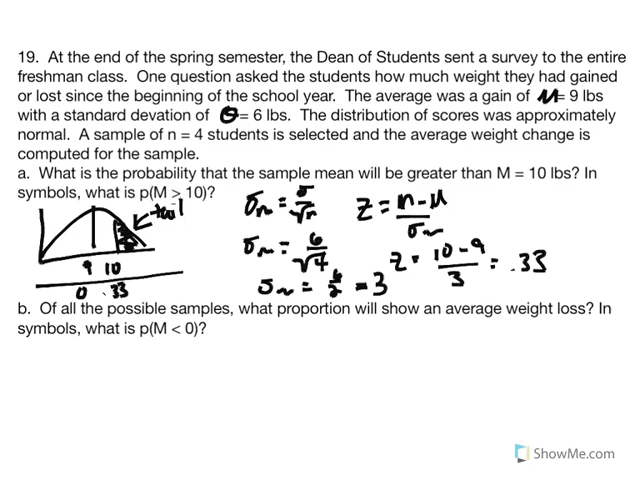 19. At the end of the spring semester, the Dean of Students sent a survey to the entire
freshman class. One question asked the students how much weight they had gained
or lost since the beginning of the school year. The average was a gain of μ = 9 lbs
with a standard devation of σ = 6 lbs. The distribution of scores was approximately
normal. A sample of n = 4 students is selected and the average weight change is
computed for the sample.
a. What is the probability that the sample mean will be greater than M = 10 lbs? In
symbols, what is p(M > 10)?
tail
9 10
0 .33
σm = σ/√n
σm = 6/√4
σm = 6/2 = 3
z = M - μ / σm
z = 10 - 9 / 3 = .33
b. Of all the possible samples, what proportion will show an average weight loss? In
symbols, what is p(M < 0)?
ShowMe.com